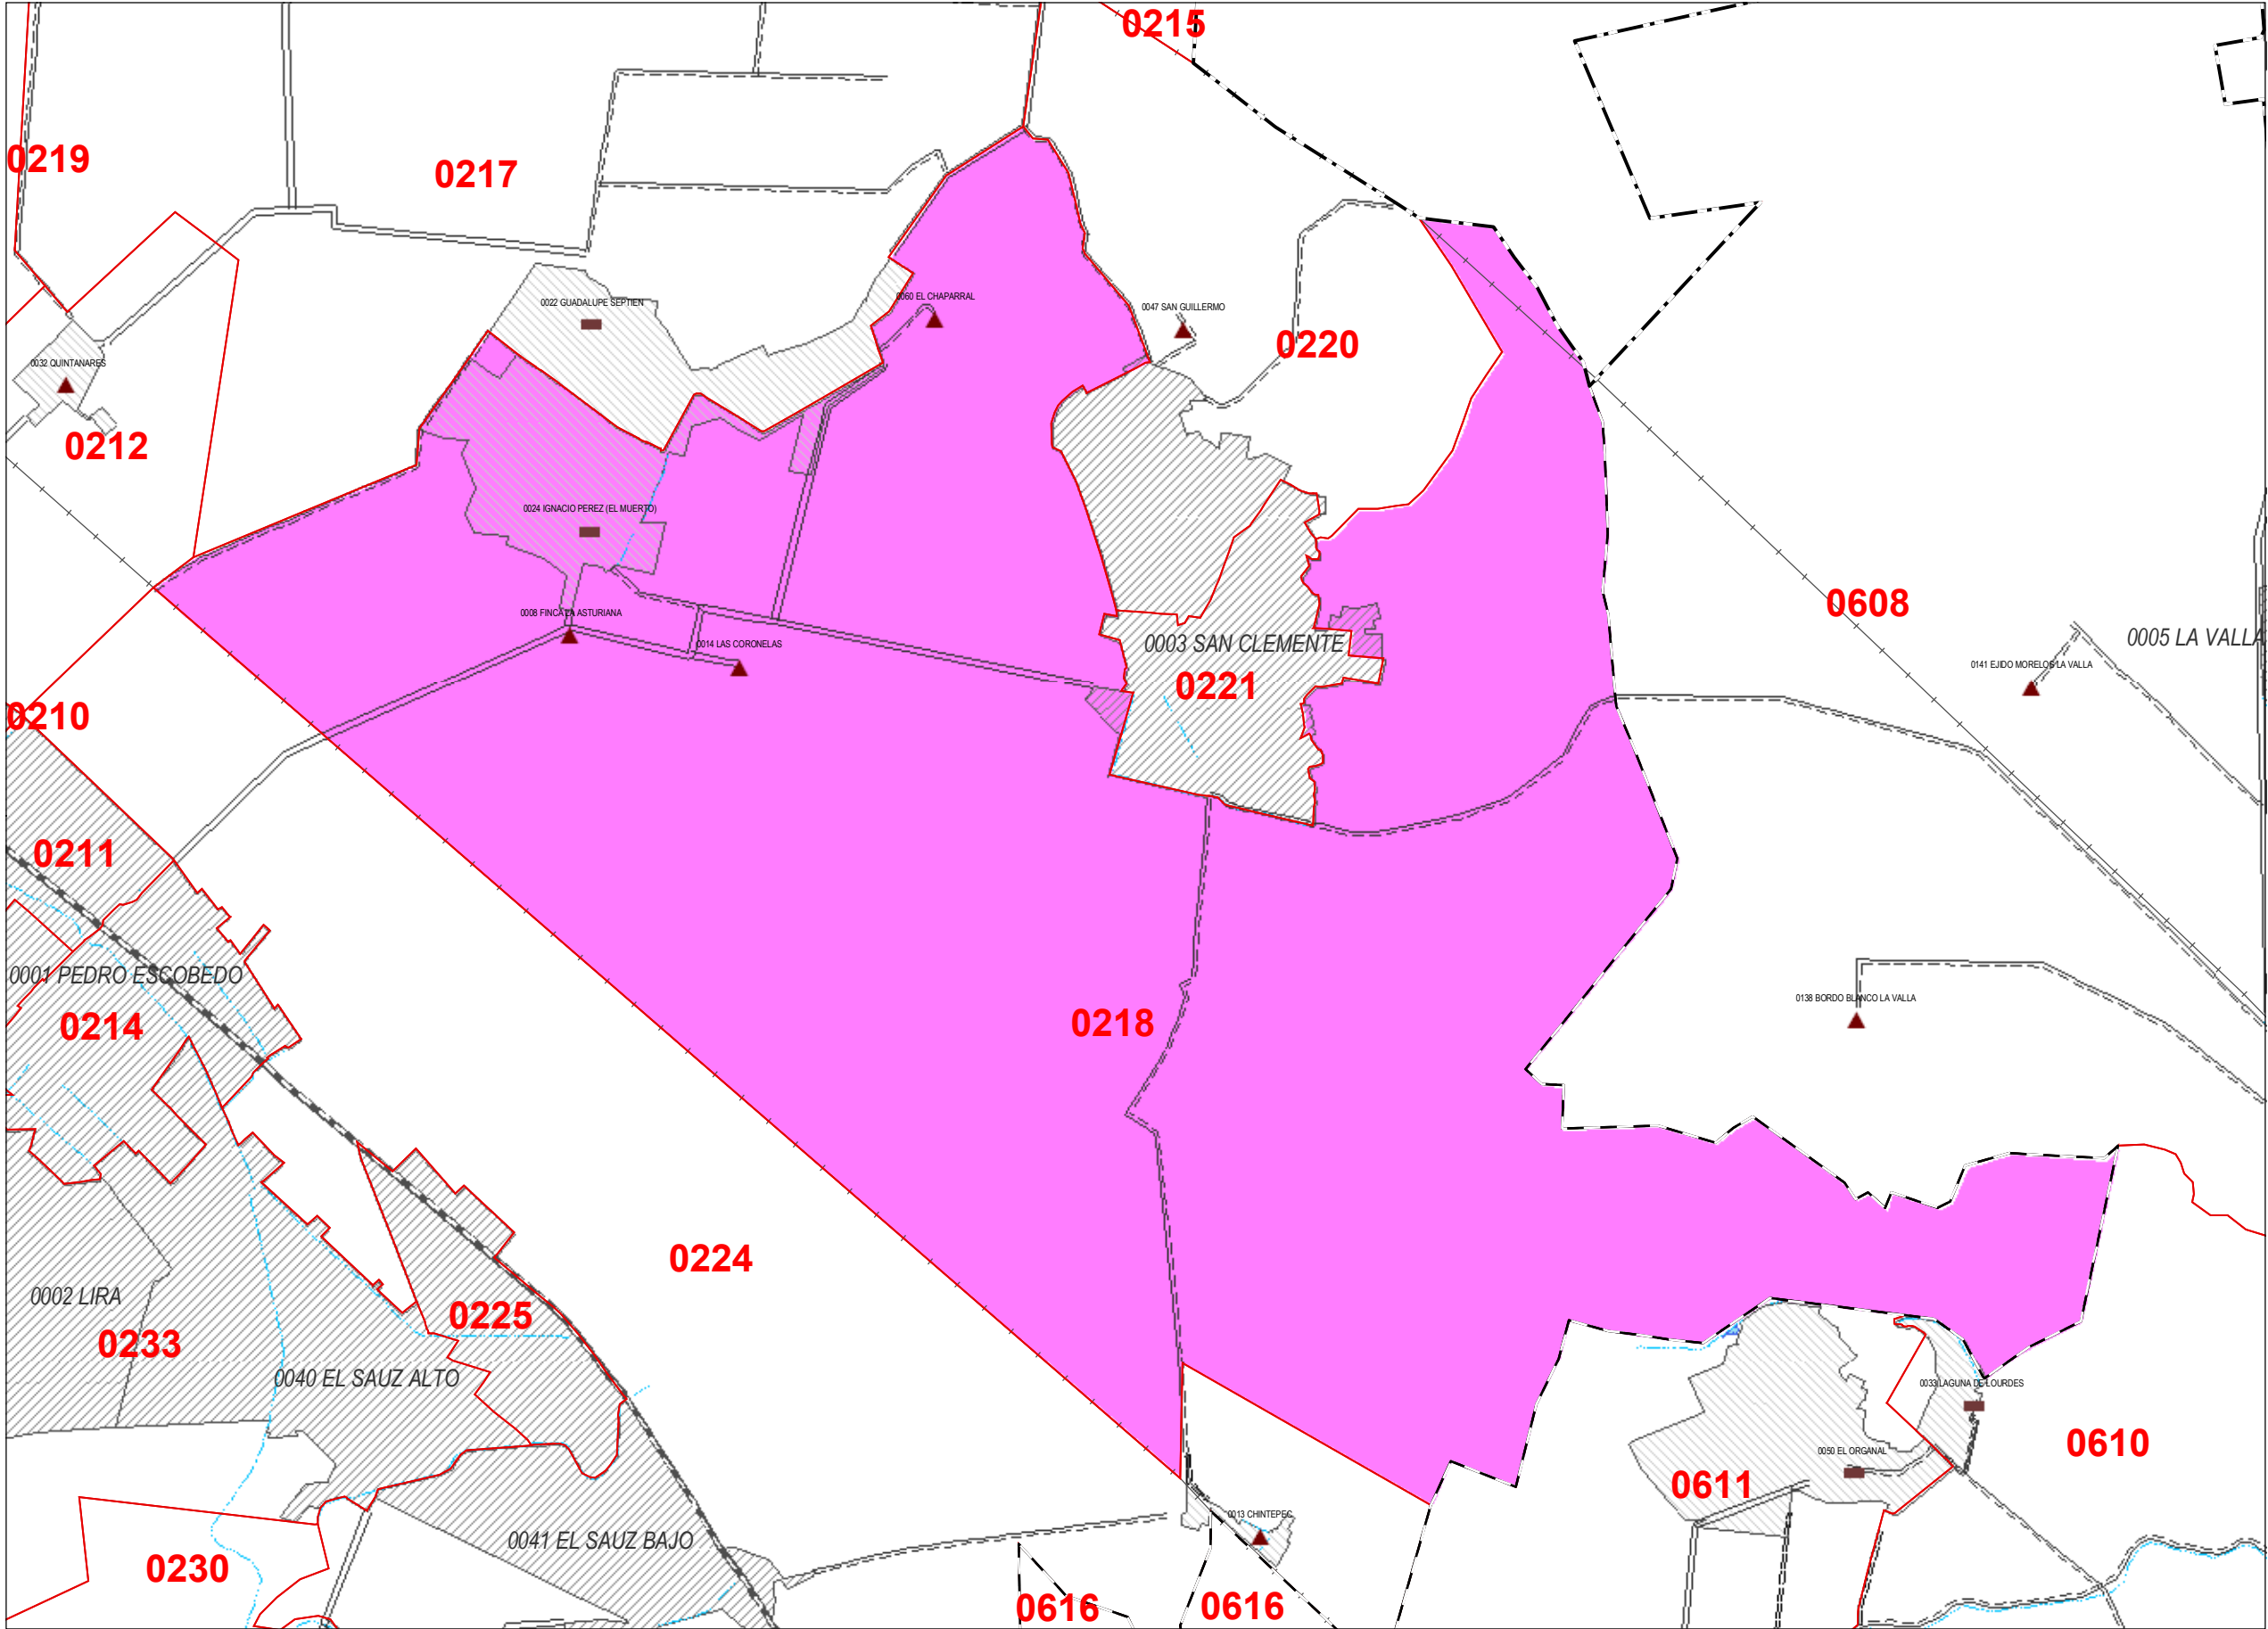 0215
0219
0217
0022 GUADALUPE SEPTIEN
0060 EL CHAPARRAL
0047 SAN GUILLERMO
0220
0032 QUINTANARES
0212
0024 IGNACIO PEREZ (EL MUERTO)
0008 FINCA LA ASTURIANA
0014 LAS CORONELAS
0003 SAN CLEMENTE
0221
0608
0005 LA VALLA
0141 EJIDO MORELOS LA VALLA
0210
0211
0001 PEDRO ESCOBEDO
0214
0218
0138 BORDO BLANCO LA VALLA
0224
0002 LIRA
0225
0233
0040 EL SAUZ ALTO
0033 LAGUNA DE LOURDES
0050 EL ORGANAL
0610
0611
0013 CHINTEPEC
0041 EL SAUZ BAJO
0230
0616
0616